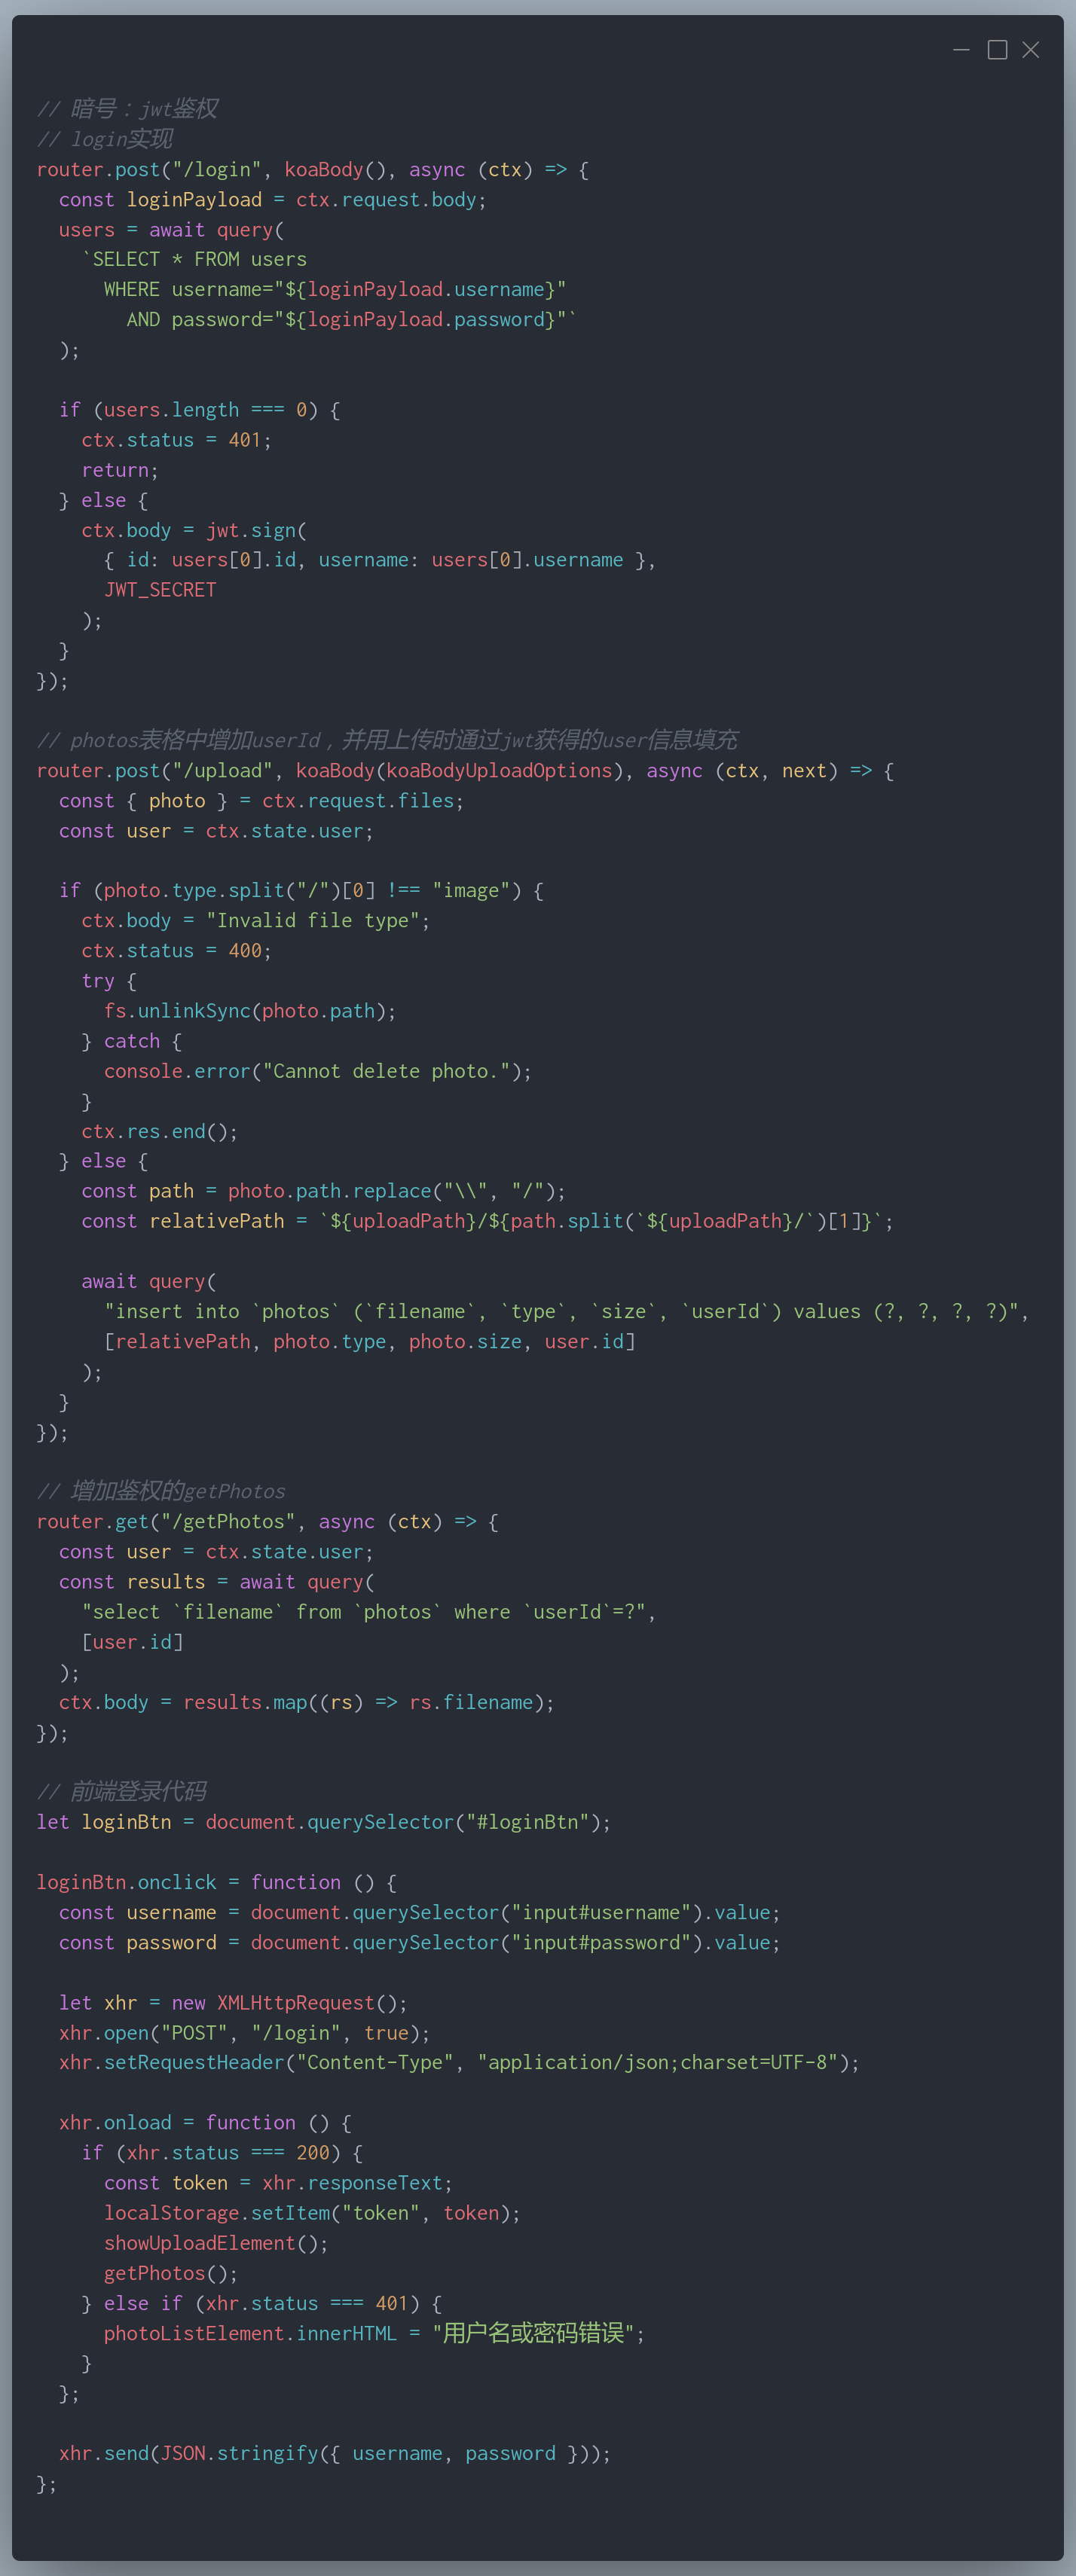 // 暗号：jwt鉴权
// login实现
router.post("/login", koaBody(), async (ctx) => {
  const loginPayload = ctx.request.body;
  users = await query(
    `SELECT * FROM users
      WHERE username="${loginPayload.username}"
        AND password="${loginPayload.password}"`
  );

  if (users.length === 0) {
    ctx.status = 401;
    return;
  } else {
    ctx.body = jwt.sign(
      { id: users[0].id, username: users[0].username },
      JWT_SECRET
    );
  }
});

// photos表格中增加userId，并用上传时通过jwt获得的user信息填充
router.post("/upload", koaBody(koaBodyUploadOptions), async (ctx, next) => {
  const { photo } = ctx.request.files;
  const user = ctx.state.user;

  if (photo.type.split("/")[0] !== "image") {
    ctx.body = "Invalid file type";
    ctx.status = 400;
    try {
      fs.unlinkSync(photo.path);
    } catch {
      console.error("Cannot delete photo.");
    }
    ctx.res.end();
  } else {
    const path = photo.path.replace("\\", "/");
    const relativePath = `${uploadPath}/${path.split(`${uploadPath}/`)[1]}`;

    await query(
      "insert into `photos` (`filename`, `type`, `size`, `userId`) values (?, ?, ?, ?)",
      [relativePath, photo.type, photo.size, user.id]
    );
  }
});

// 增加鉴权的getPhotos
router.get("/getPhotos", async (ctx) => {
  const user = ctx.state.user;
  const results = await query(
    "select `filename` from `photos` where `userId`=?",
    [user.id]
  );
  ctx.body = results.map((rs) => rs.filename);
});

// 前端登录代码
let loginBtn = document.querySelector("#loginBtn");

loginBtn.onclick = function () {
  const username = document.querySelector("input#username").value;
  const password = document.querySelector("input#password").value;

  let xhr = new XMLHttpRequest();
  xhr.open("POST", "/login", true);
  xhr.setRequestHeader("Content-Type", "application/json;charset=UTF-8");

  xhr.onload = function () {
    if (xhr.status === 200) {
      const token = xhr.responseText;
      localStorage.setItem("token", token);
      showUploadElement();
      getPhotos();
    } else if (xhr.status === 401) {
      photoListElement.innerHTML = "用户名或密码错误";
    }
  };

  xhr.send(JSON.stringify({ username, password }));
};